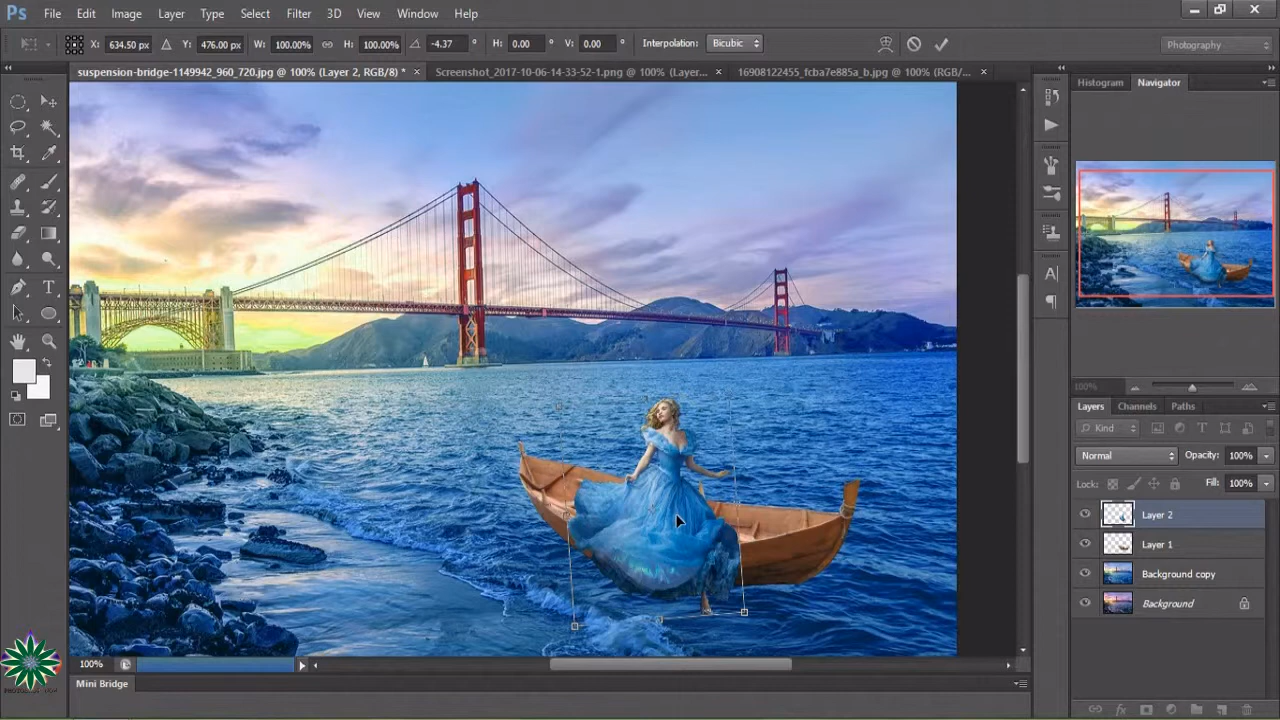 Ps File Edit Image Layer Type Select Filter 3D View Window Help
X: 634.50 px Y: 476.00 px W: 100.00% H: 100.00% -4.37 ° H: 0.00 ° V: 0.00 ° Interpolation: Bicubic Photography
suspension-bridge-1149942_960_720.jpg @ 100% (Layer 2, RGB/8) * × Screenshot_2017-10-06-14-33-52-1.png @ 100% (Layer... × 16908122455_fcba7e885a_b.jpg @ 100% (RGB/... ×
Histogram Navigator
100%
Layers Channels Paths
Kind
Normal Opacity: 100%
Lock: Fill: 100%
Layer 2
Layer 1
Background copy
Background
100%
Mini Bridge